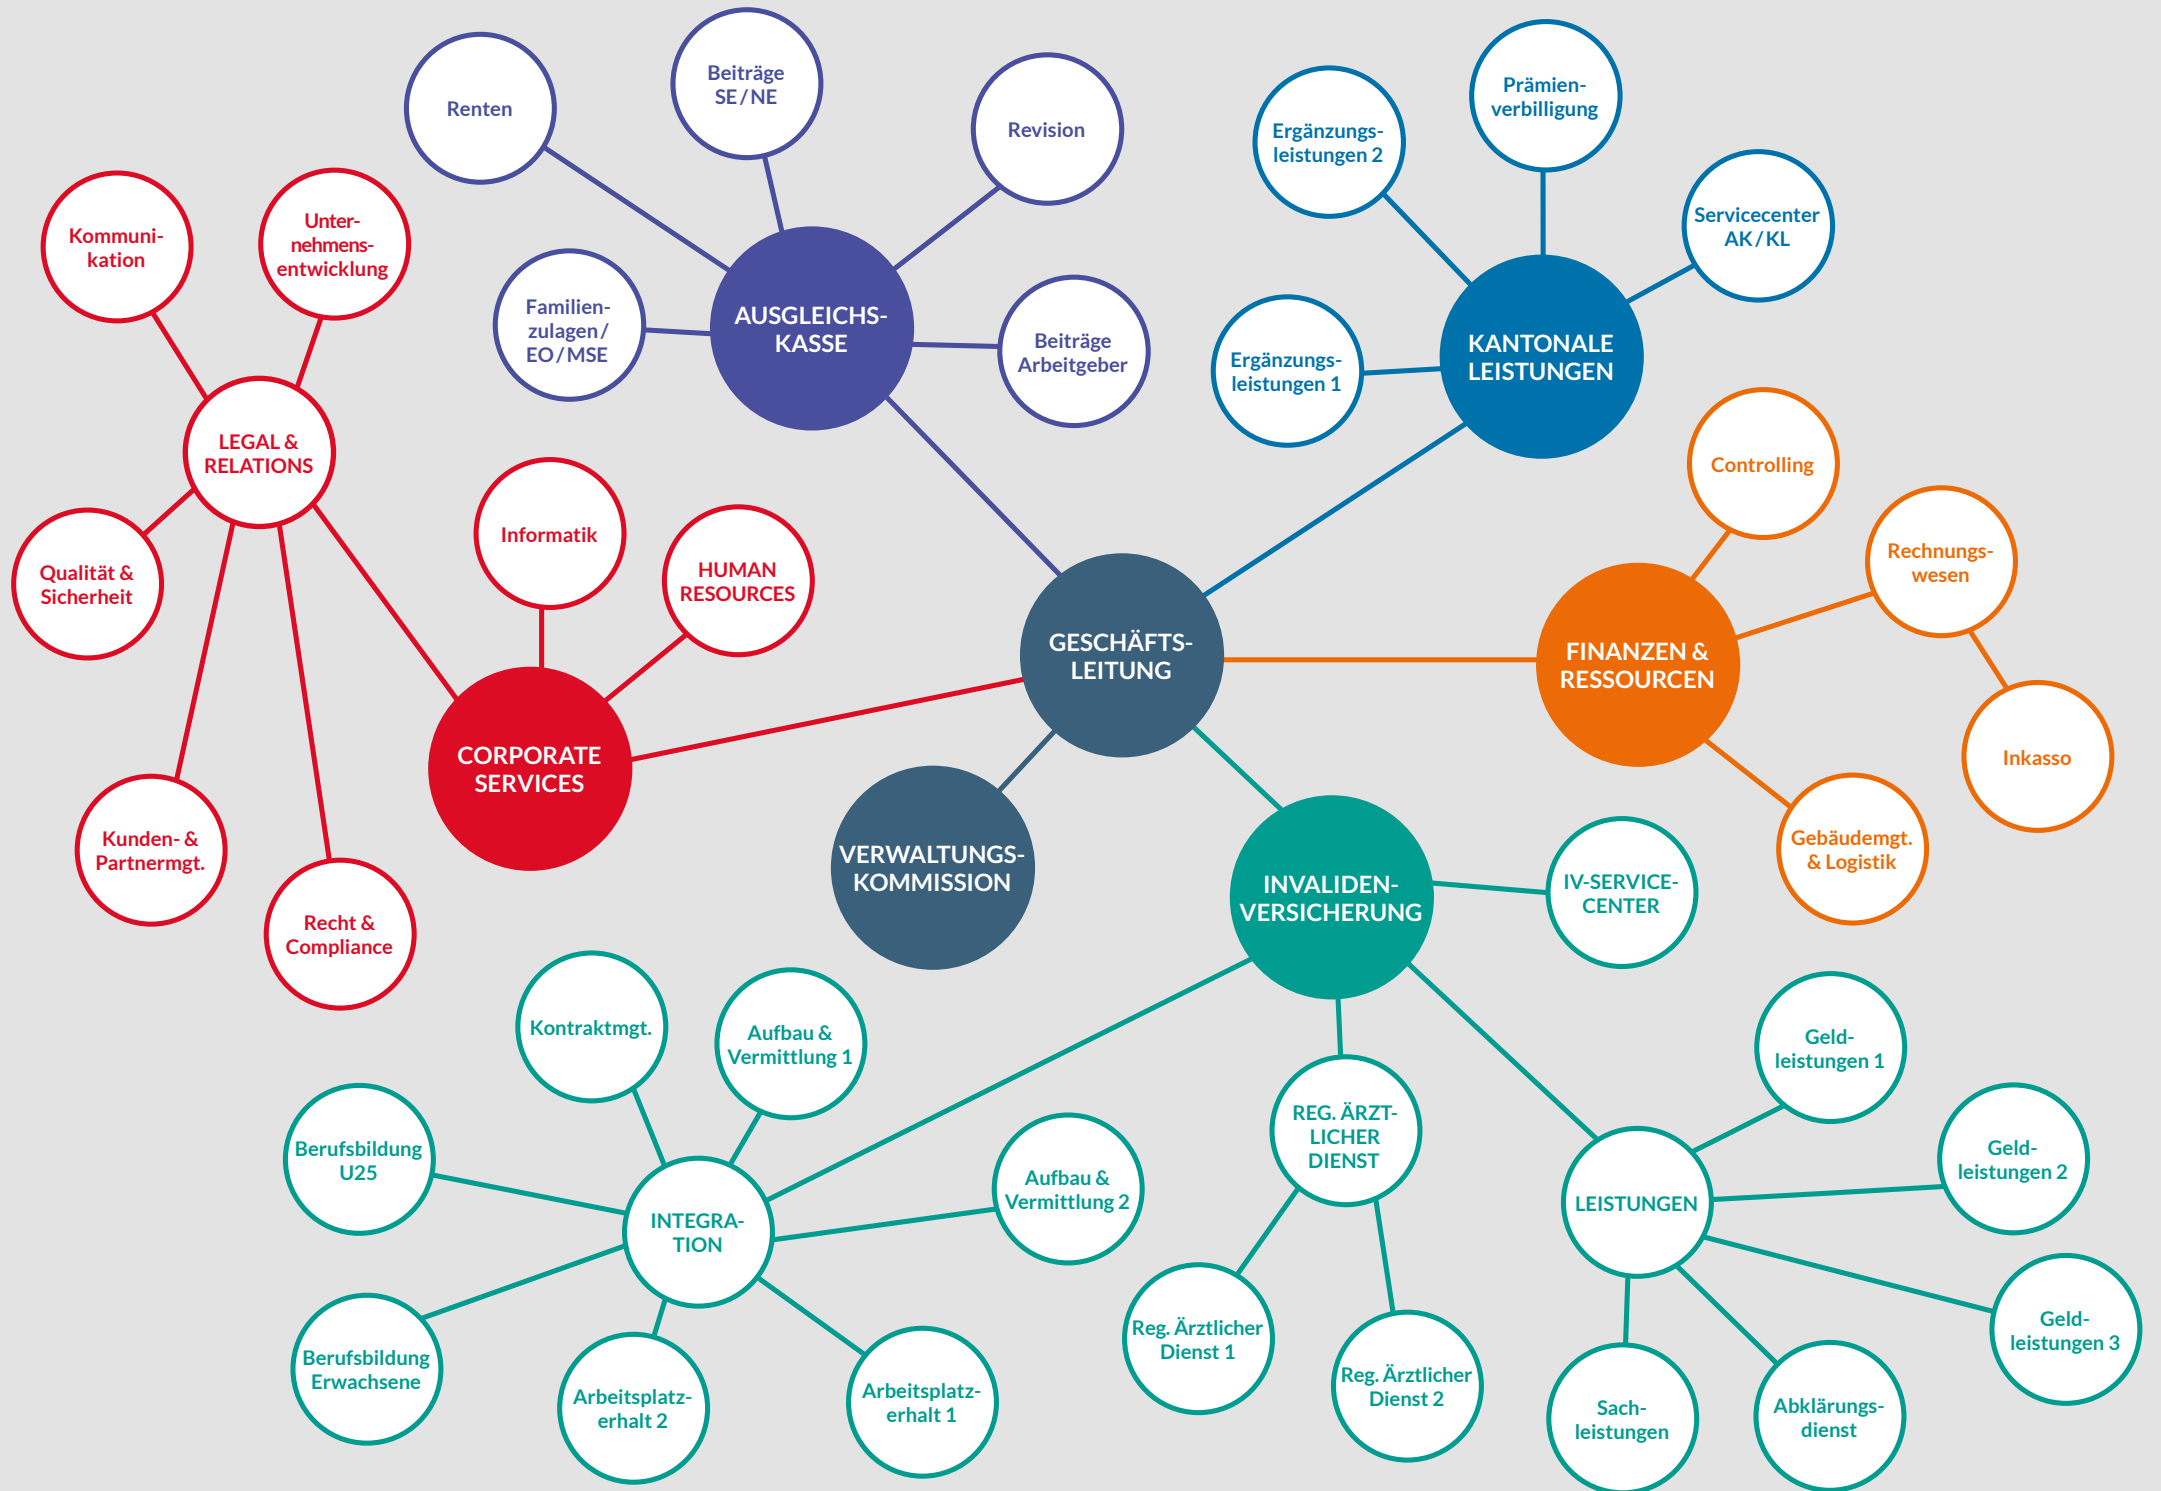 Renten
Beiträge
SE / NE
Revision
Familien-
zulagen /
EO / MSE
AUSGLEICHS-
KASSE
Beiträge
Arbeitgeber
Ergänzungs-
leistungen 2
Prämien-
verbilligung
Servicecenter
AK / KL
Ergänzungs-
leistungen 1
KANTONALE
LEISTUNGEN
Kommuni-
kation
Unter-
nehmens-
entwicklung
LEGAL &
RELATIONS
Qualität &
Sicherheit
Informatik
HUMAN
RESOURCES
CORPORATE
SERVICES
Kunden- &
Partnermgt.
Recht &
Compliance
GESCHÄFTS-
LEITUNG
VERWALTUNGS-
KOMMISSION
Controlling
Rechnungs-
wesen
FINANZEN &
RESSOURCEN
Inkasso
Gebäudemgt.
& Logistik
INVALIDEN-
VERSICHERUNG
IV-SERVICE-
CENTER
Kontraktmgt.
Aufbau &
Vermittlung 1
Berufsbildung
U25
Aufbau &
Vermittlung 2
INTEGRA-
TION
Berufsbildung
Erwachsene
Arbeitsplatz-
erhalt 2
Arbeitsplatz-
erhalt 1
REG. ÄRZT-
LICHER
DIENST
Reg. Ärztlicher
Dienst 1
Reg. Ärztlicher
Dienst 2
Geld-
leistungen 1
Geld-
leistungen 2
LEISTUNGEN
Geld-
leistungen 3
Sach-
leistungen
Abklärungs-
dienst